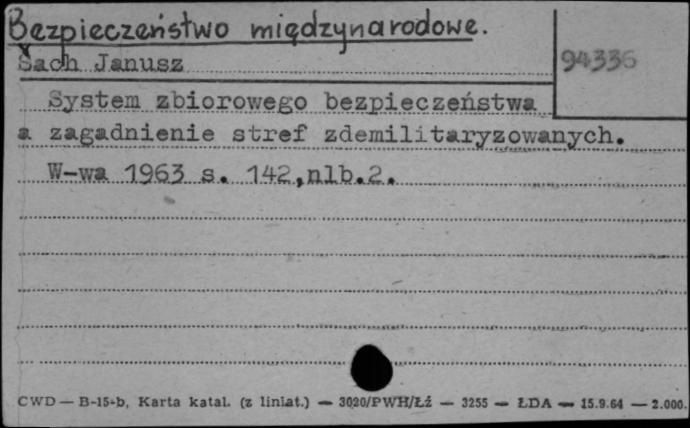 Bezpieczeństwo międzynarodowe.
Sach Janusz
94336
System zbiorowego bezpieczeństwa
a zagadnienie stref zdemilitaryzowanych.
W-wa 1963 s. 142,nlb.2.
CWD — B-15-b, Karta katal. (z liniat.) — 3020/PWH/Łż — 3255 — ŁDA — 15.9.64 — 2.000.